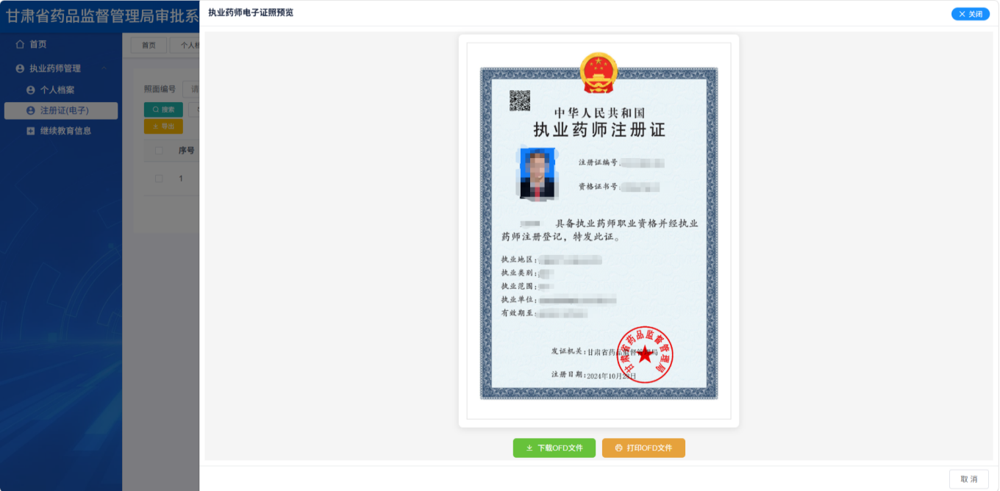 甘肃省药品监督管理局审批系
首页
执业药师管理
个人档案
注册证(电子)
继续教育信息
首页
个人档
照面编号
请
搜索
导出
序号
1
执业药师电子证照预览
关闭
中华人民共和国
执业药师注册证
注册证编号
资格证书号
具备执业药师职业资格并经执业
药师注册登记，特发此证。
执业地区：
执业类别：
执业范围：
执业单位：
有效期至：
发证机关：甘肃省药品监督管理局
注册日期：2024年10月28日
甘肃省药品监督管理局
下载OFD文件
打印OFD文件
取 消